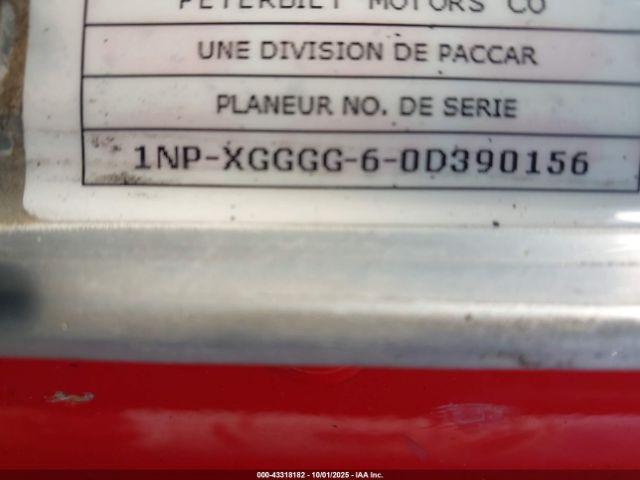 PETERBILT MOTORS CO
UNE DIVISION DE PACCAR
PLANEUR NO. DE SERIE
1NP-XGGGG-6-0D390156
000-43318182 - 10/01/2025 - IAA Inc.